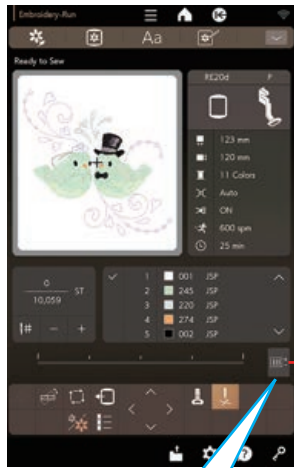 Embroidery-Run
Aa
Ready to Sew
RE20d P
123 mm
120 mm
11 Colors
Auto
ON
600 spm
25 min
0
10,059 ST
1# - +
1 001 JSP
2 245 JSP
3 220 JSP
4 274 JSP
5 002 JSP
?